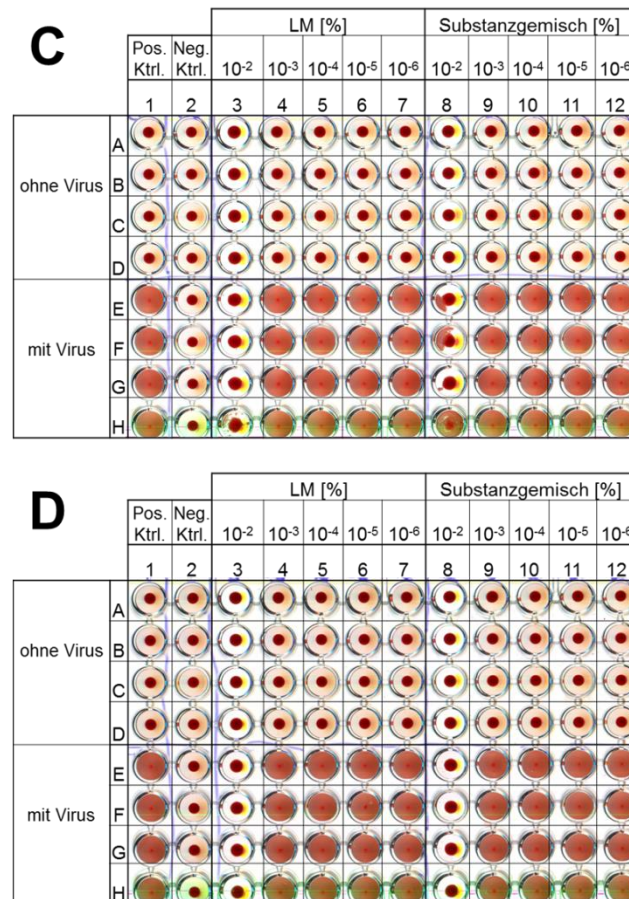 C
LM [%] Substanzgemisch [%]
Pos. Ktrl. Neg. Ktrl. 10-2 10-3 10-4 10-5 10-6 10-2 10-3 10-4 10-5 10-6
1 2 3 4 5 6 7 8 9 10 11 12
ohne Virus
A
B
C
D
mit Virus
E
F
G
H
D
LM [%] Substanzgemisch [%]
Pos. Ktrl. Neg. Ktrl. 10-2 10-3 10-4 10-5 10-6 10-2 10-3 10-4 10-5 10-6
1 2 3 4 5 6 7 8 9 10 11 12
ohne Virus
A
B
C
D
mit Virus
E
F
G
H